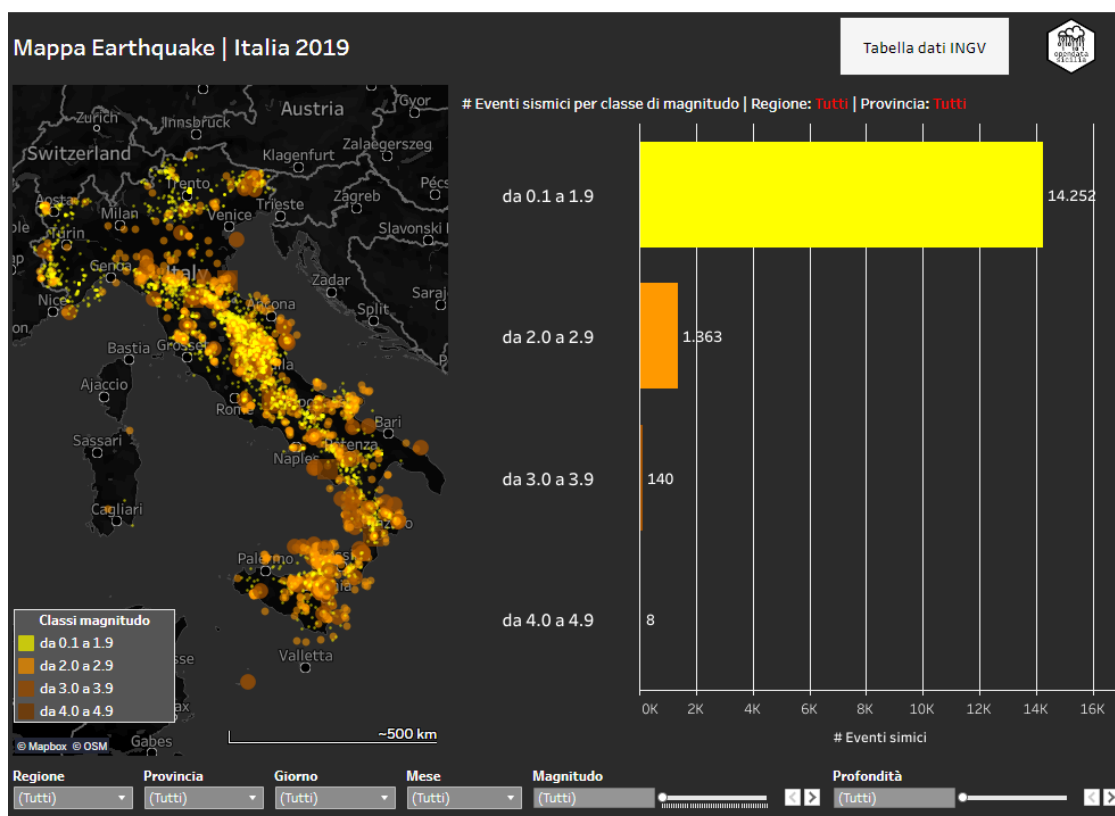 Mappa Earthquake | Italia 2019
Tabella dati INGV
opendata
sicilia
# Eventi sismici per classe di magnitudo | Regione: Tutti | Provincia: Tutti
Gyor
Austria
Zurich
Innsbruck
Switzerland
Klagenfurt
Zalaegerszeg
Trento
Pécs
Milan
Venice
Trieste
Zagreb
Slavonski
Turin
Genoa
Italy
Nice
Zadar
Split
Saraj
Ancona
Bastia
Ajaccio
Rome
Bari
Sassari
Naples
Potenza
Cagliari
Palermo
Valletta
Gabes
Classi magnitudo
da 0.1 a 1.9
da 2.0 a 2.9
da 3.0 a 3.9
da 4.0 a 4.9
© Mapbox © OSM
~500 km
da 0.1 a 1.9
14.252
da 2.0 a 2.9
1.363
da 3.0 a 3.9
140
da 4.0 a 4.9
8
0K 2K 4K 6K 8K 10K 12K 14K 16K
# Eventi simici
Regione Provincia Giorno Mese Magnitudo Profondità
(Tutti) (Tutti) (Tutti) (Tutti) (Tutti) (Tutti)